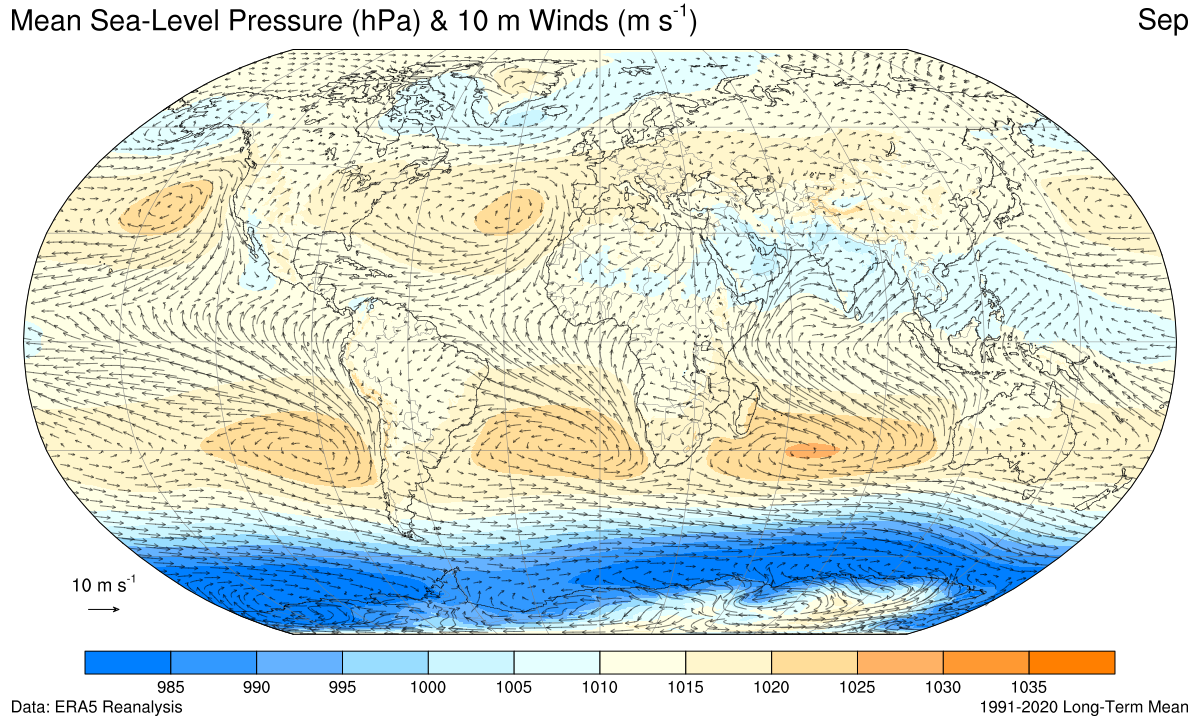 Mean Sea-Level Pressure (hPa) & 10 m Winds (m s⁻¹) Sep
10 m s⁻¹
985 990 995 1000 1005 1010 1015 1020 1025 1030 1035
Data: ERA5 Reanalysis 1991-2020 Long-Term Mean